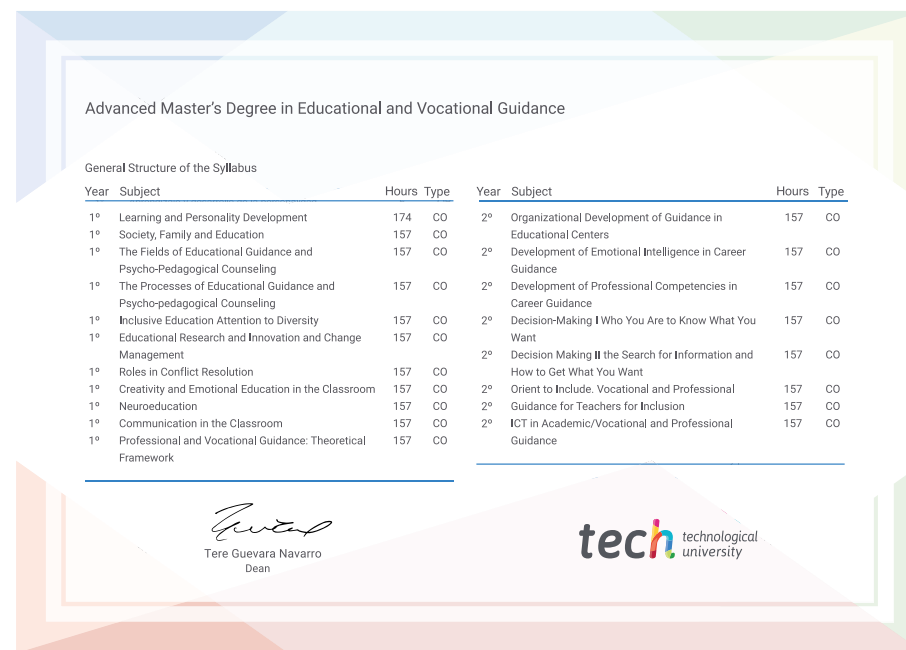 Advanced Master's Degree in Educational and Vocational Guidance
General Structure of the Syllabus
Year Subject Hours Type
1º Learning and Personality Development 174 CO
1º Society, Family and Education 157 CO
1º The Fields of Educational Guidance and 157 CO
Psycho-Pedagogical Counseling
1º The Processes of Educational Guidance and 157 CO
Psycho-pedagogical Counseling
1º Inclusive Education Attention to Diversity 157 CO
1º Educational Research and Innovation and Change 157 CO
Management
1º Roles in Conflict Resolution 157 CO
1º Creativity and Emotional Education in the Classroom 157 CO
1º Neuroeducation 157 CO
1º Communication in the Classroom 157 CO
1º Professional and Vocational Guidance: Theoretical 157 CO
Framework
Year Subject Hours Type
2º Organizational Development of Guidance in 157 CO
Educational Centers
2º Development of Emotional Intelligence in Career 157 CO
Guidance
2º Development of Professional Competencies in 157 CO
Career Guidance
2º Decision-Making I Who You Are to Know What You 157 CO
Want
2º Decision Making II the Search for Information and 157 CO
How to Get What You Want
2º Orient to Include. Vocational and Professional 157 CO
2º Guidance for Teachers for Inclusion 157 CO
2º ICT in Academic/Vocational and Professional 157 CO
Guidance
Tere Guevara Navarro
Dean
tech technological
university